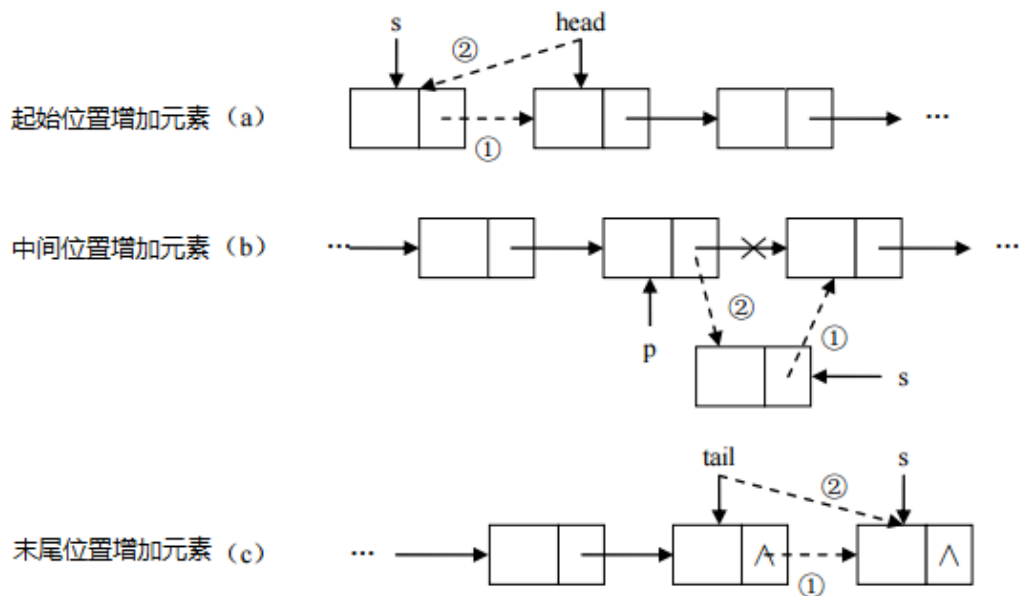 s head
②
起始位置增加元素（a） …
①
中间位置增加元素（b） … …
②
①
p
s
tail s
②
末尾位置增加元素（c） … ∧ ∧
①